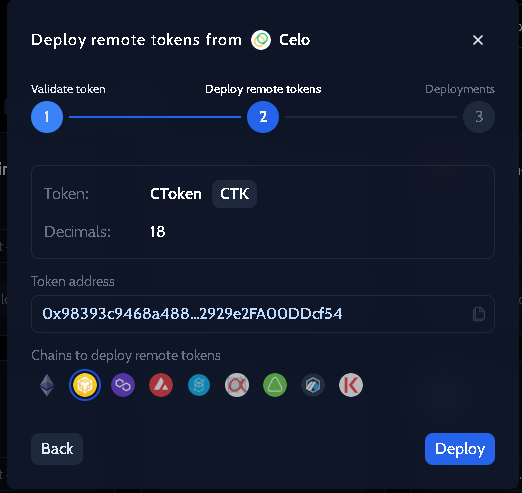 Deploy remote tokens from Celo
Validate token Deploy remote tokens Deployments
1 2 3
Token: CToken CTK
Decimals: 18
Token address
0x98393c9468a488...2929e2FA00DDcf54
Chains to deploy remote tokens
Back Deploy